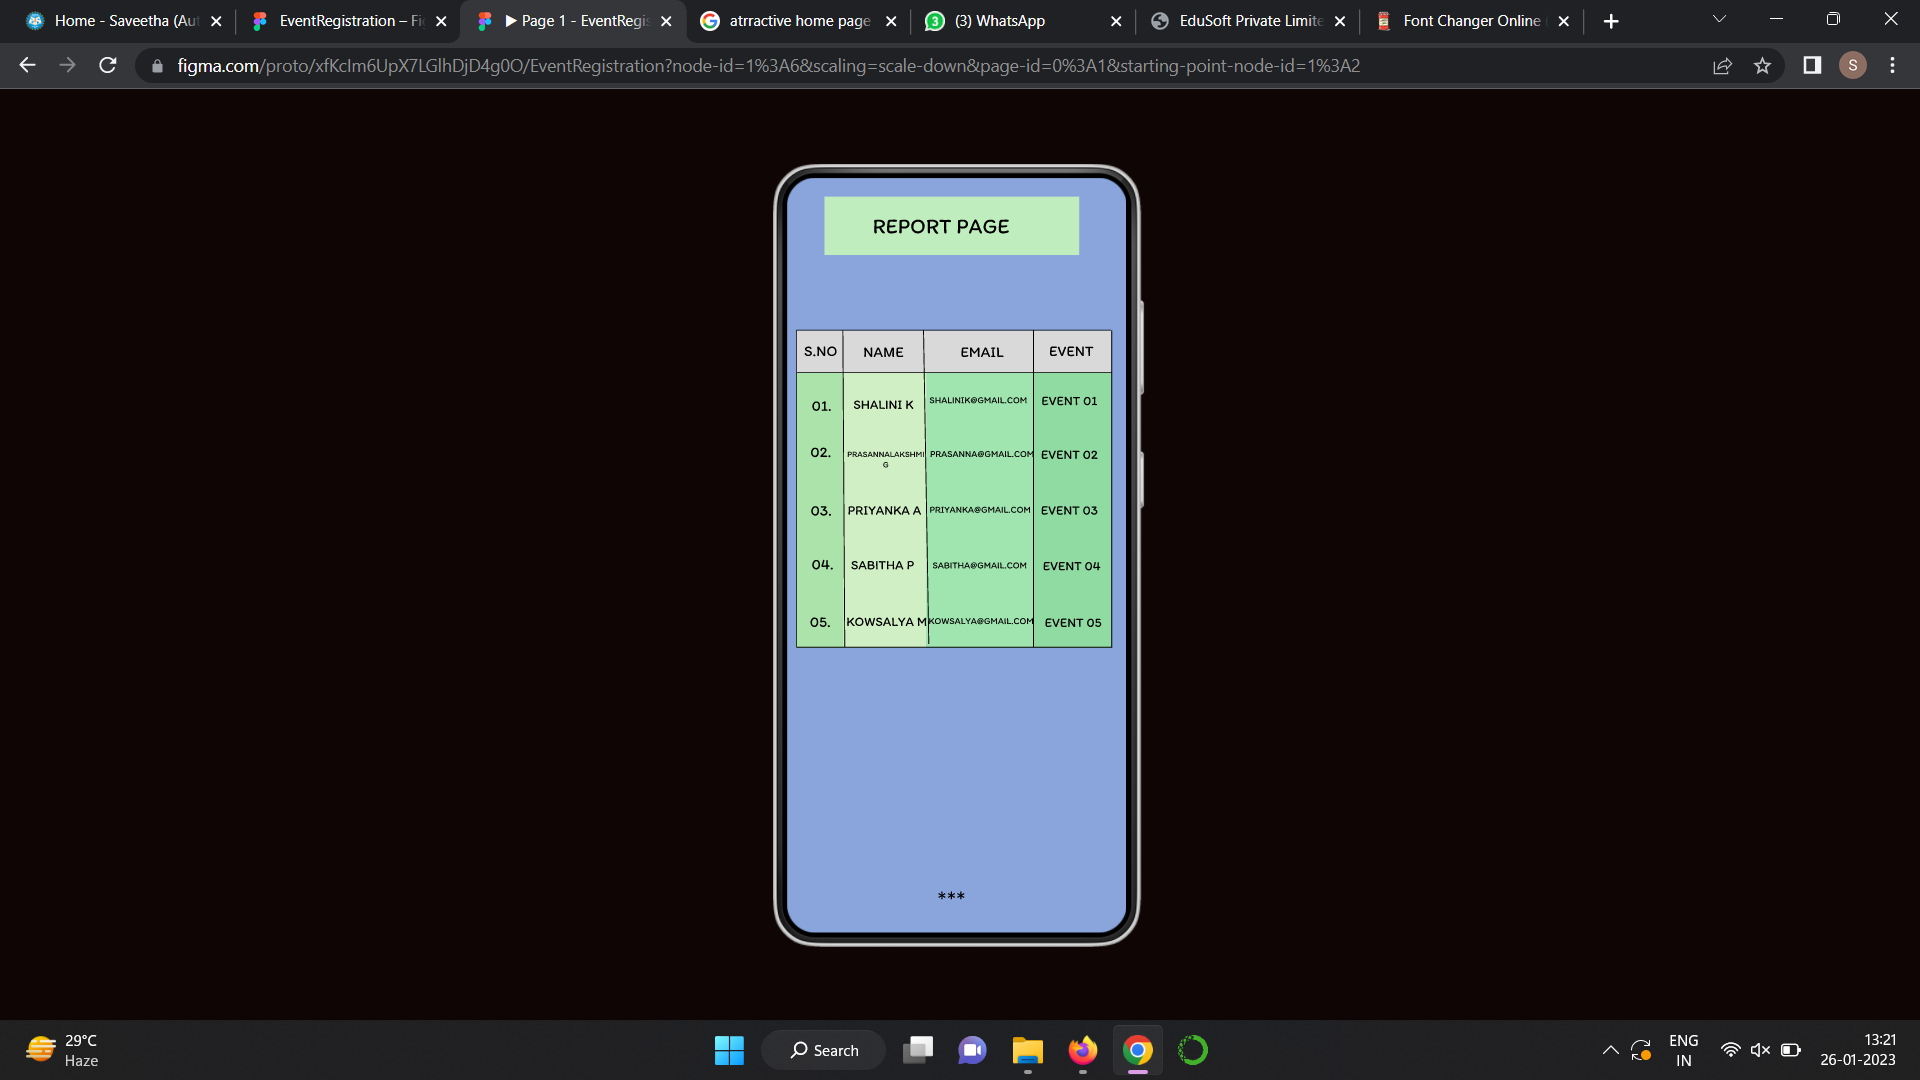 Home - Saveetha (Aut
EventRegistration – Fig
Page 1 - EventRegis
atrractive home page
(3) WhatsApp
EduSoft Private Limite
Font Changer Online
figma.com/proto/xfKcIm6UpX7LGlhDjD4g0O/EventRegistration?node-id=1%3A6&scaling=scale-down&page-id=0%3A1&starting-point-node-id=1%3A2
S
REPORT PAGE
S.NO NAME EMAIL EVENT
01. SHALINI K SHALINIK@GMAIL.COM EVENT 01
02. PRASANNALAKSHMI PRASANNA@GMAIL.COM EVENT 02
G
03. PRIYANKA A PRIYANKA@GMAIL.COM EVENT 03
04. SABITHA P SABITHA@GMAIL.COM EVENT 04
05. KOWSALYA M KOWSALYA@GMAIL.COM EVENT 05
***
29°C
Haze
Search
ENG
IN
13:21
26-01-2023